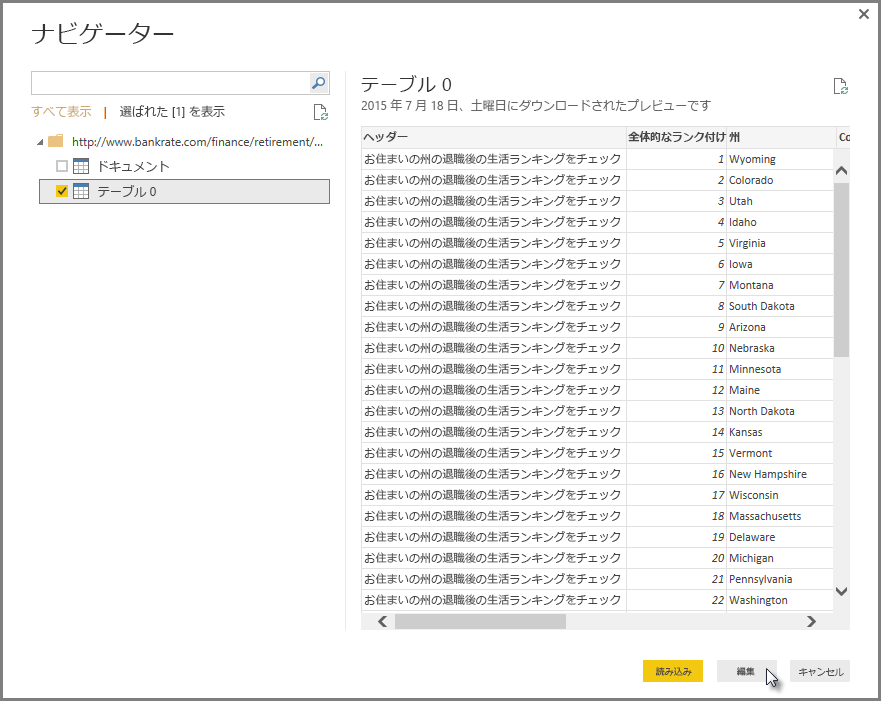 ナビゲーター
すべて表示 | 選ばれた [1] を表示
http://www.bankrate.com/finance/retirement/...
ドキュメント
テーブル 0
テーブル 0
2015 年 7 月 18 日、土曜日にダウンロードされたプレビューです
ヘッダー 全体的なランク付け 州 Co
お住まいの州の退職後の生活ランキングをチェック 1 Wyoming
お住まいの州の退職後の生活ランキングをチェック 2 Colorado
お住まいの州の退職後の生活ランキングをチェック 3 Utah
お住まいの州の退職後の生活ランキングをチェック 4 Idaho
お住まいの州の退職後の生活ランキングをチェック 5 Virginia
お住まいの州の退職後の生活ランキングをチェック 6 Iowa
お住まいの州の退職後の生活ランキングをチェック 7 Montana
お住まいの州の退職後の生活ランキングをチェック 8 South Dakota
お住まいの州の退職後の生活ランキングをチェック 9 Arizona
お住まいの州の退職後の生活ランキングをチェック 10 Nebraska
お住まいの州の退職後の生活ランキングをチェック 11 Minnesota
お住まいの州の退職後の生活ランキングをチェック 12 Maine
お住まいの州の退職後の生活ランキングをチェック 13 North Dakota
お住まいの州の退職後の生活ランキングをチェック 14 Kansas
お住まいの州の退職後の生活ランキングをチェック 15 Vermont
お住まいの州の退職後の生活ランキングをチェック 16 New Hampshire
お住まいの州の退職後の生活ランキングをチェック 17 Wisconsin
お住まいの州の退職後の生活ランキングをチェック 18 Massachusetts
お住まいの州の退職後の生活ランキングをチェック 19 Delaware
お住まいの州の退職後の生活ランキングをチェック 20 Michigan
お住まいの州の退職後の生活ランキングをチェック 21 Pennsylvania
お住まいの州の退職後の生活ランキングをチェック 22 Washington
読み込み 編集 キャンセル